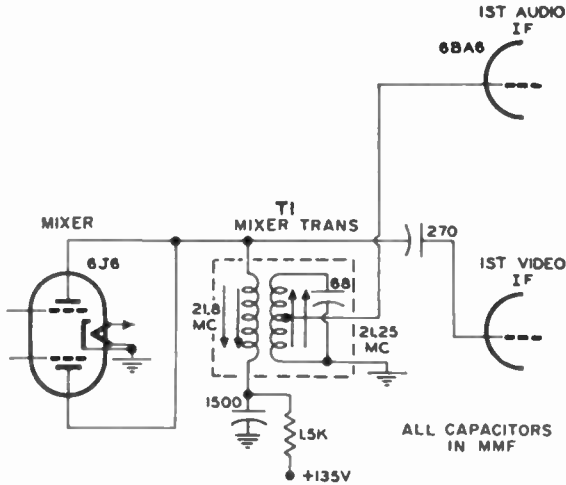 1ST AUDIO
IF
6BA6
MIXER
6J6
T1
MIXER TRANS
270
68
1ST VIDEO
IF
21.8
MC
21.25
MC
1500
1.5K
+135V
ALL CAPACITORS
IN MMF